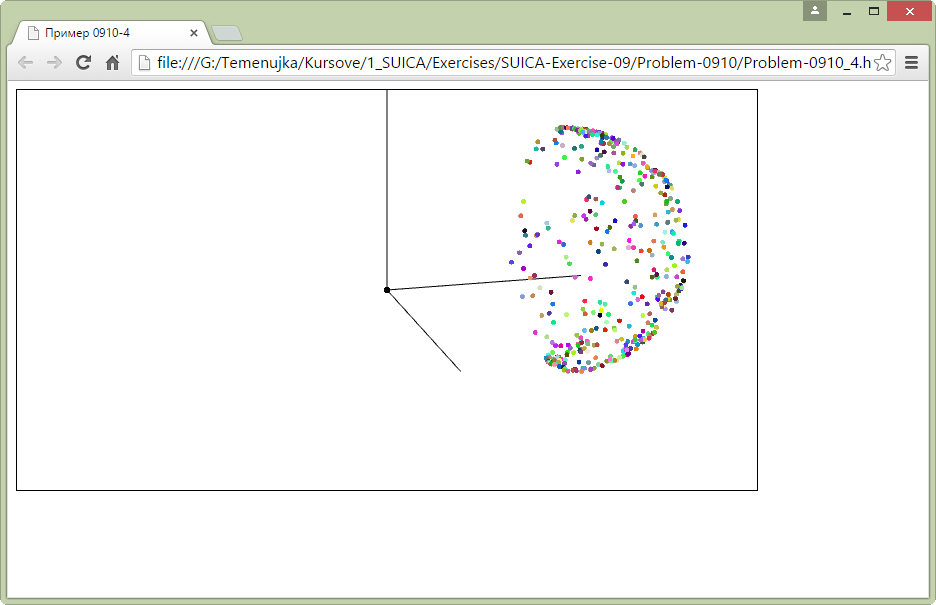 Пример 0910-4
file:///G:/Temenujka/Kursove/1_SUICA/Exercises/SUICA-Exercise-09/Problem-0910/Problem-0910_4.h